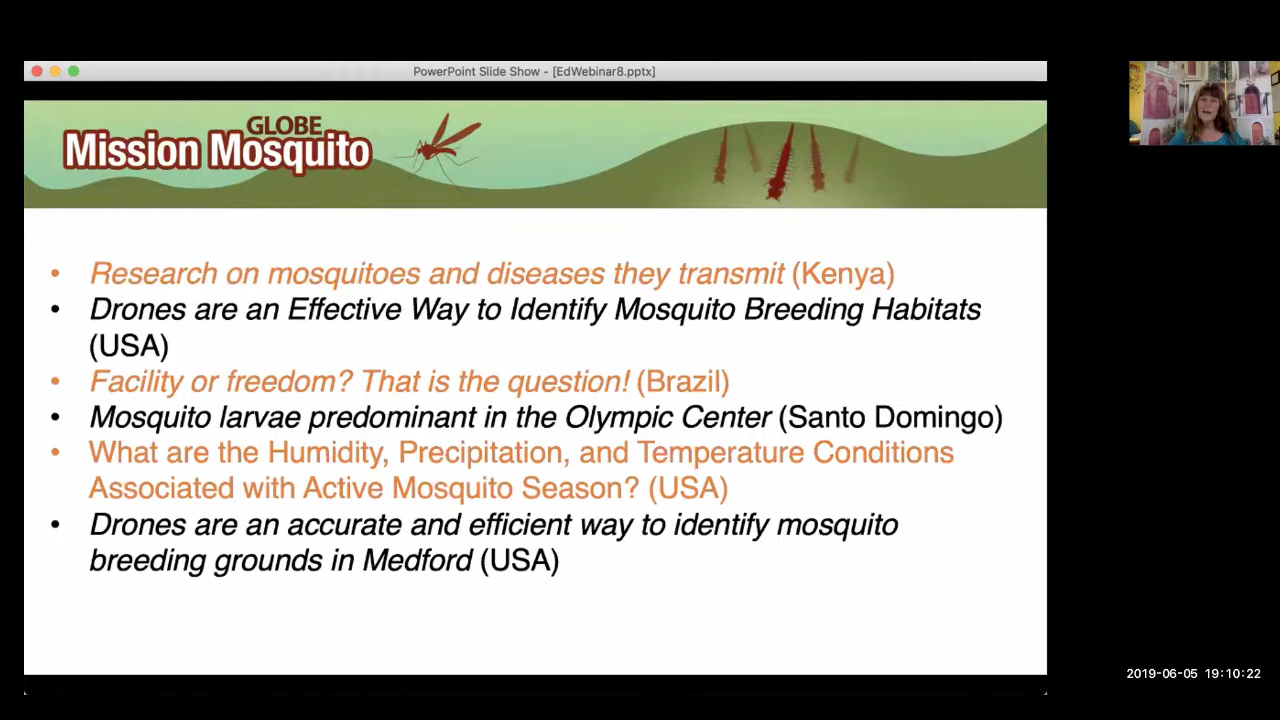 PowerPoint Slide Show - [EdWebinar8.pptx]
GLOBE
Mission Mosquito
• Research on mosquitoes and diseases they transmit (Kenya)
• Drones are an Effective Way to Identify Mosquito Breeding Habitats
(USA)
• Facility or freedom? That is the question! (Brazil)
• Mosquito larvae predominant in the Olympic Center (Santo Domingo)
• What are the Humidity, Precipitation, and Temperature Conditions
Associated with Active Mosquito Season? (USA)
• Drones are an accurate and efficient way to identify mosquito
breeding grounds in Medford (USA)
2019-06-05 19:10:22